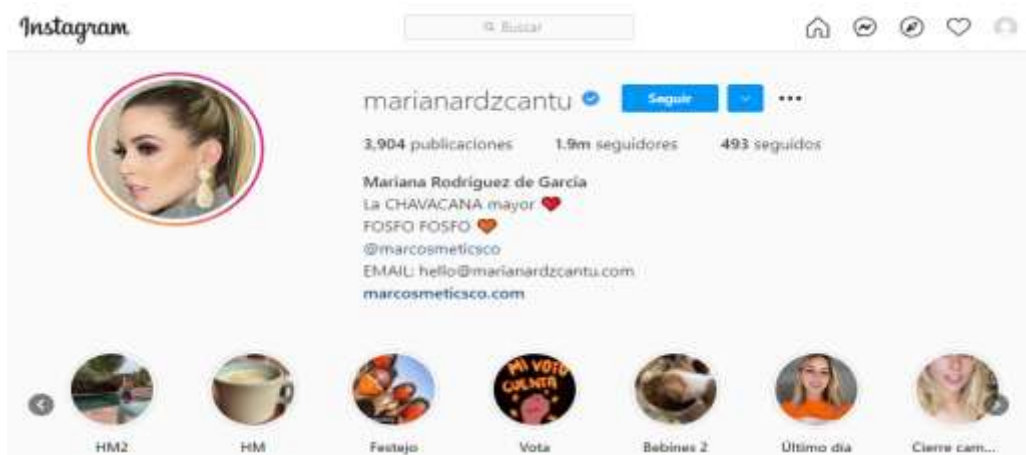 Instagram
Buscar
marianardzcantu Seguir
3,904 publicaciones 1.9m seguidores 493 seguidos
Mariana Rodríguez de García
La CHAVACANA mayor
FOSFO FOSFO
@marcosmeticsco
EMAIL: hello@marianardzcantu.com
marcosmeticsco.com
MI VOTO
CUENTA
HM2 HM Festejo Vota Bebines 2 Último día Cierre cam...